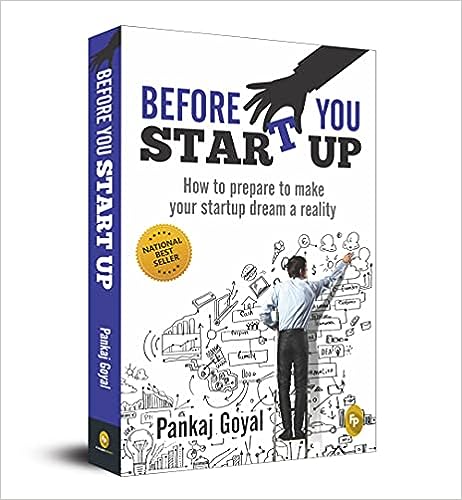 BEFORE YOU
START UP
How to prepare to make
your startup dream a reality
NATIONAL
BEST
SELLER
Pankaj Goyal
FP
BEFORE YOU START UP
Pankaj Goyal